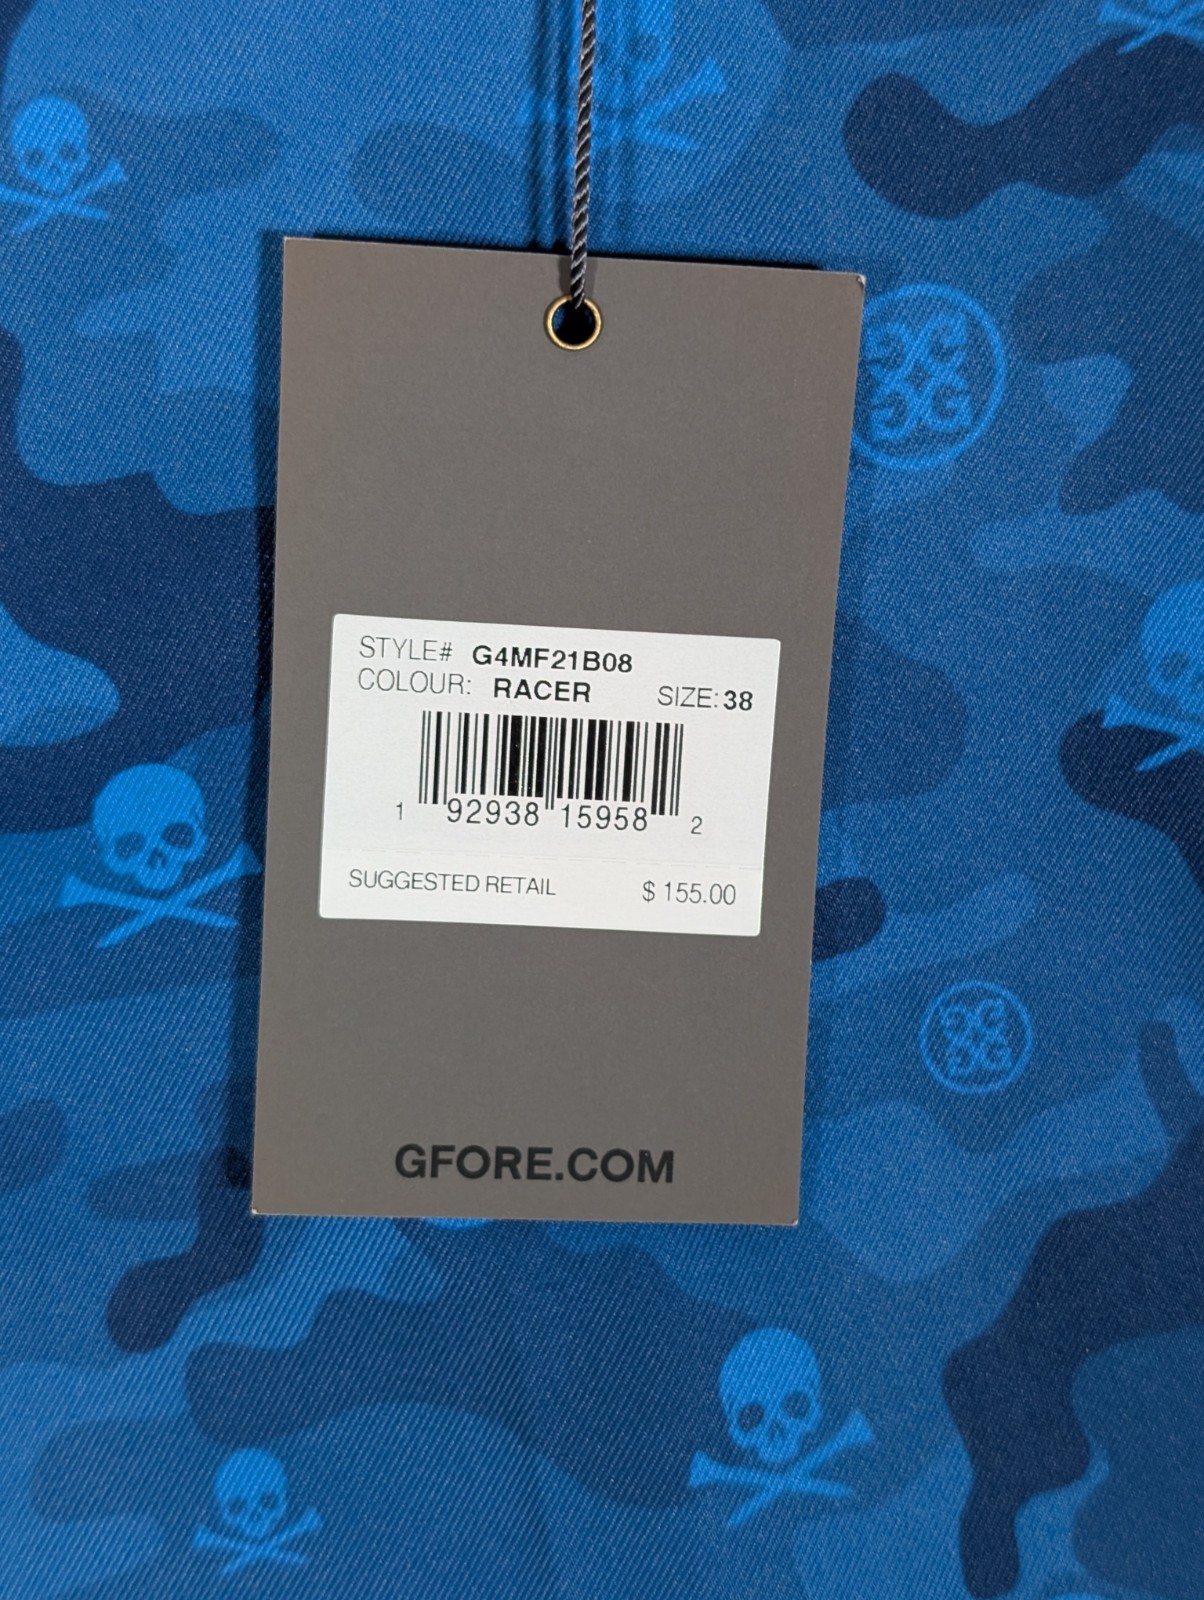 STYLE# G4MF21B08
COLOUR: RACER SIZE: 38
1 92938 15958 2
SUGGESTED RETAIL $ 155.00
GFORE.COM